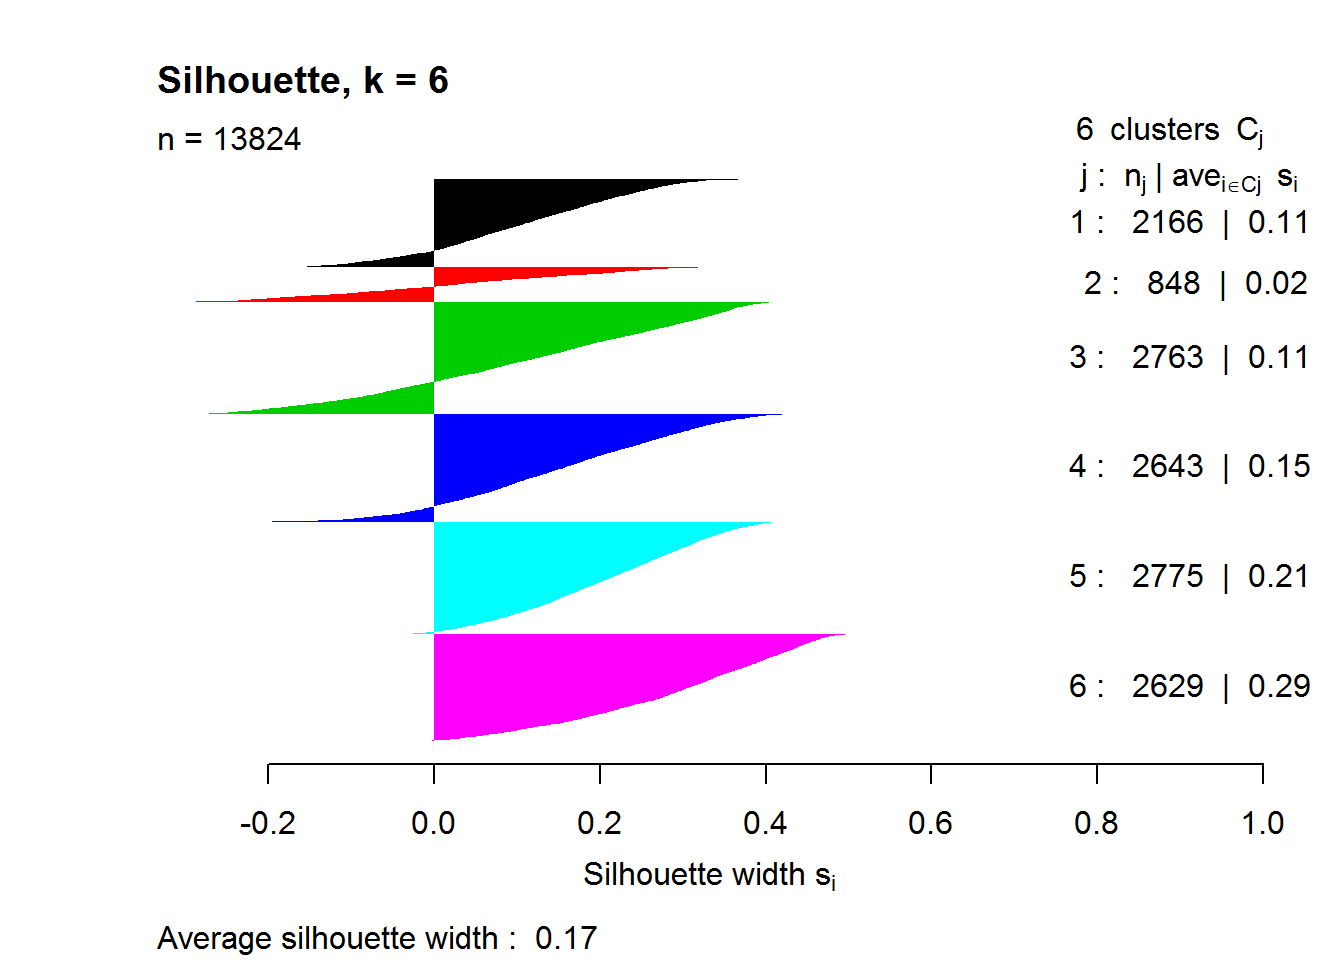 Silhouette, k = 6
n = 13824
6 clusters Cj
j : nj | avei∈Cj si
1 : 2166 | 0.11
2 : 848 | 0.02
3 : 2763 | 0.11
4 : 2643 | 0.15
5 : 2775 | 0.21
6 : 2629 | 0.29
-0.2 0.0 0.2 0.4 0.6 0.8 1.0
Silhouette width si
Average silhouette width : 0.17